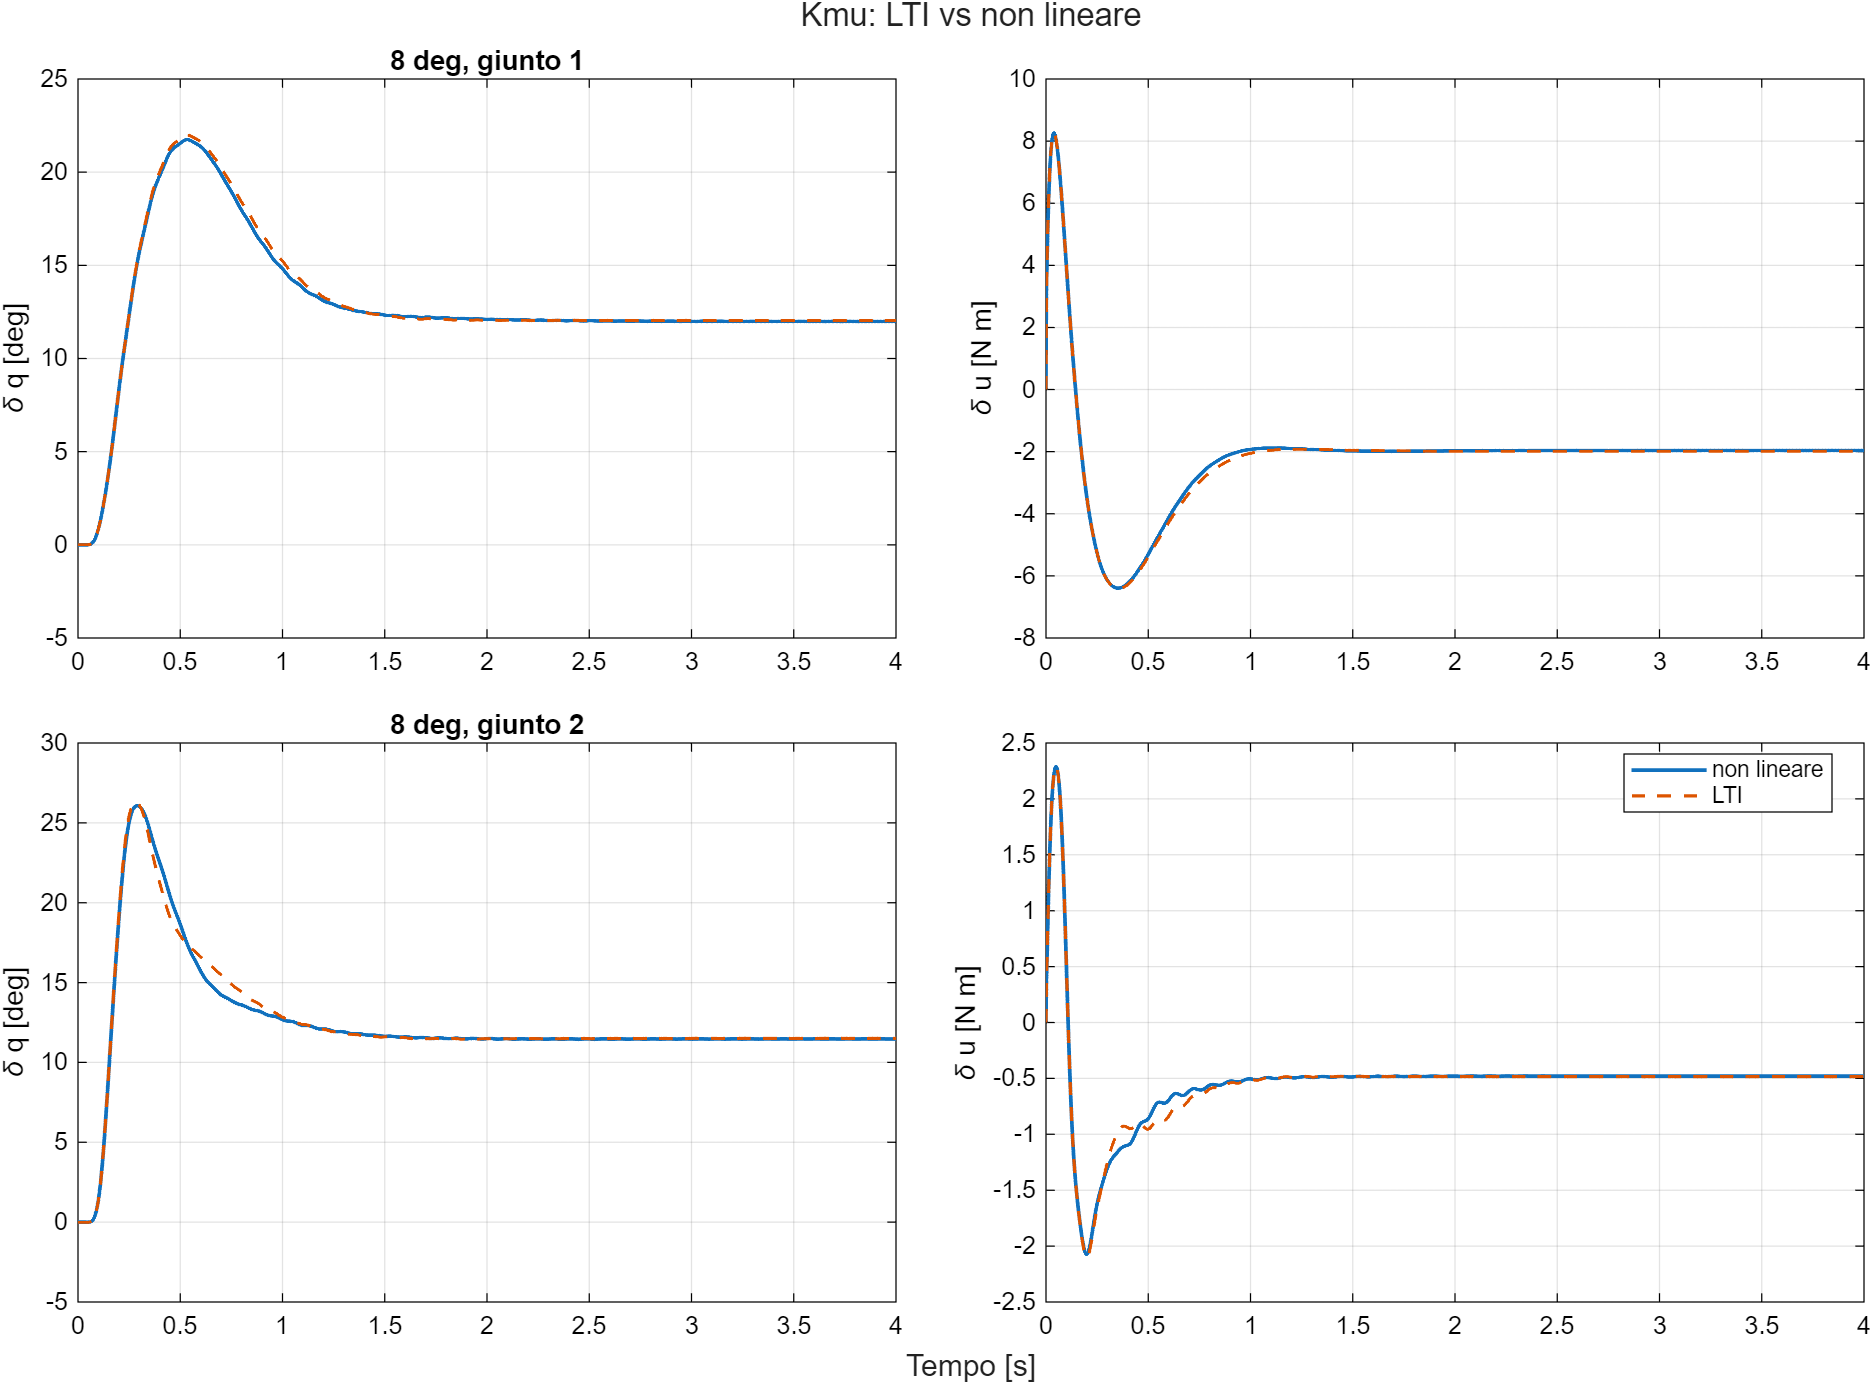 Kmu: LTI vs non lineare
8 deg, giunto 1
25
20
15
10
5
0
-5
δ q [deg]
0 0.5 1 1.5 2 2.5 3 3.5 4
10
8
6
4
2
0
-2
-4
-6
-8
δ u [N m]
0 0.5 1 1.5 2 2.5 3 3.5 4
8 deg, giunto 2
30
25
20
15
10
5
0
-5
δ q [deg]
0 0.5 1 1.5 2 2.5 3 3.5 4
2.5
2
1.5
1
0.5
0
-0.5
-1
-1.5
-2
-2.5
δ u [N m]
non lineare
LTI
0 0.5 1 1.5 2 2.5 3 3.5 4
Tempo [s]